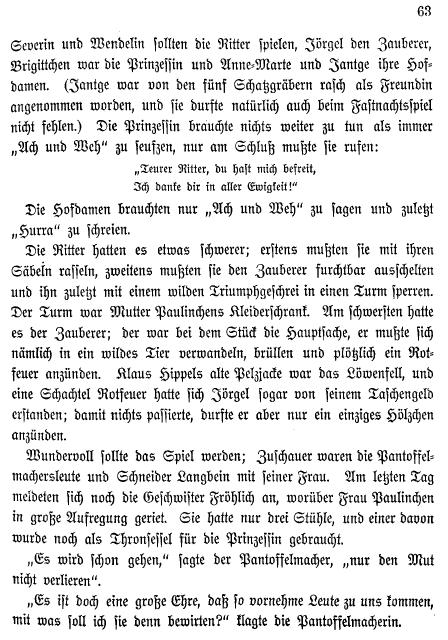 63
Severin und Wendelin sollten die Ritter spielen, Jörgel den Zauberer,
Brigittchen war die Prinzessin und Anne-Marte und Jantge ihre Hof-
damen. (Jantge war von den fünf Schatzgräbern rasch als Freundin
angenommen worden, und sie durfte natürlich auch beim Fastnachtsspiel
nicht fehlen.) Die Prinzessin brauchte nichts weiter zu tun als immer
„Ach und Weh“ zu seufzen, nur am Schluß mußte sie rufen:
„Teurer Ritter, du hast mich befreit,
Ich danke dir in aller Ewigkeit!“
Die Hofdamen brauchten nur „Ach und Weh“ zu sagen und zuletzt
„Hurra“ zu schreien.
Die Ritter hatten es etwas schwerer; erstens mußten sie mit ihren
Säbeln rasseln, zweitens mußten sie den Zauberer furchtbar ausschelten
und ihn zuletzt mit einem wilden Triumphgeschrei in einen Turm sperren.
Der Turm war Mutter Paulinchens Kleiderschrank. Am schwersten hatte
es der Zauberer; der war bei dem Stück die Hauptsache, er mußte sich
nämlich in ein wildes Tier verwandeln, brüllen und plötzlich ein Rot-
feuer anzünden. Klaus Hippels alte Pelzjacke war das Löwenfell, und
eine Schachtel Rotfeuer hatte sich Jörgel sogar von seinem Taschengeld
erstanden; damit nichts passierte, durfte er aber nur ein einziges Hölzchen
anzünden.
Wundervoll sollte das Spiel werden; Zuschauer waren die Pantoffel-
machersleute und Schneider Langbein mit seiner Frau. Am letzten Tag
meldeten sich noch die Geschwister Fröhlich an, worüber Frau Paulinchen
in große Aufregung geriet. Sie hatte nur drei Stühle, und einer davon
wurde noch als Thronsessel für die Prinzessin gebraucht.
„Es wird schon gehen,“ sagte der Pantoffelmacher, „nur den Mut
nicht verlieren“.
„Es ist doch eine große Ehre, daß so vornehme Leute zu uns kommen,
mit was soll ich sie denn bewirten?“ klagte die Pantoffelmacherin.